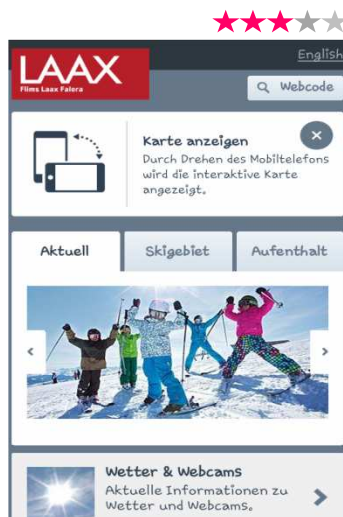 English
LAAX
Flims Laax Falera
Webcode
Karte anzeigen
Durch Drehen des Mobiltelefons
wird die interaktive Karte
angezeigt.
Aktuell Skigebiet Aufenthalt
Wetter & Webcams
Aktuelle Informationen zu
Wetter und Webcams.